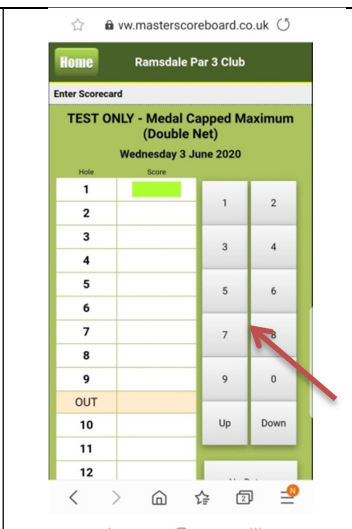 vw.masterscoreboard.co.uk
Home Ramsdale Par 3 Club
Enter Scorecard
TEST ONLY - Medal Capped Maximum
(Double Net)
Wednesday 3 June 2020
Hole Score
1
2
3
4
5
6
7
8
9
OUT
10
11
12
1 2
3 4
5 6
7 8
9 0
Up Down
2 N